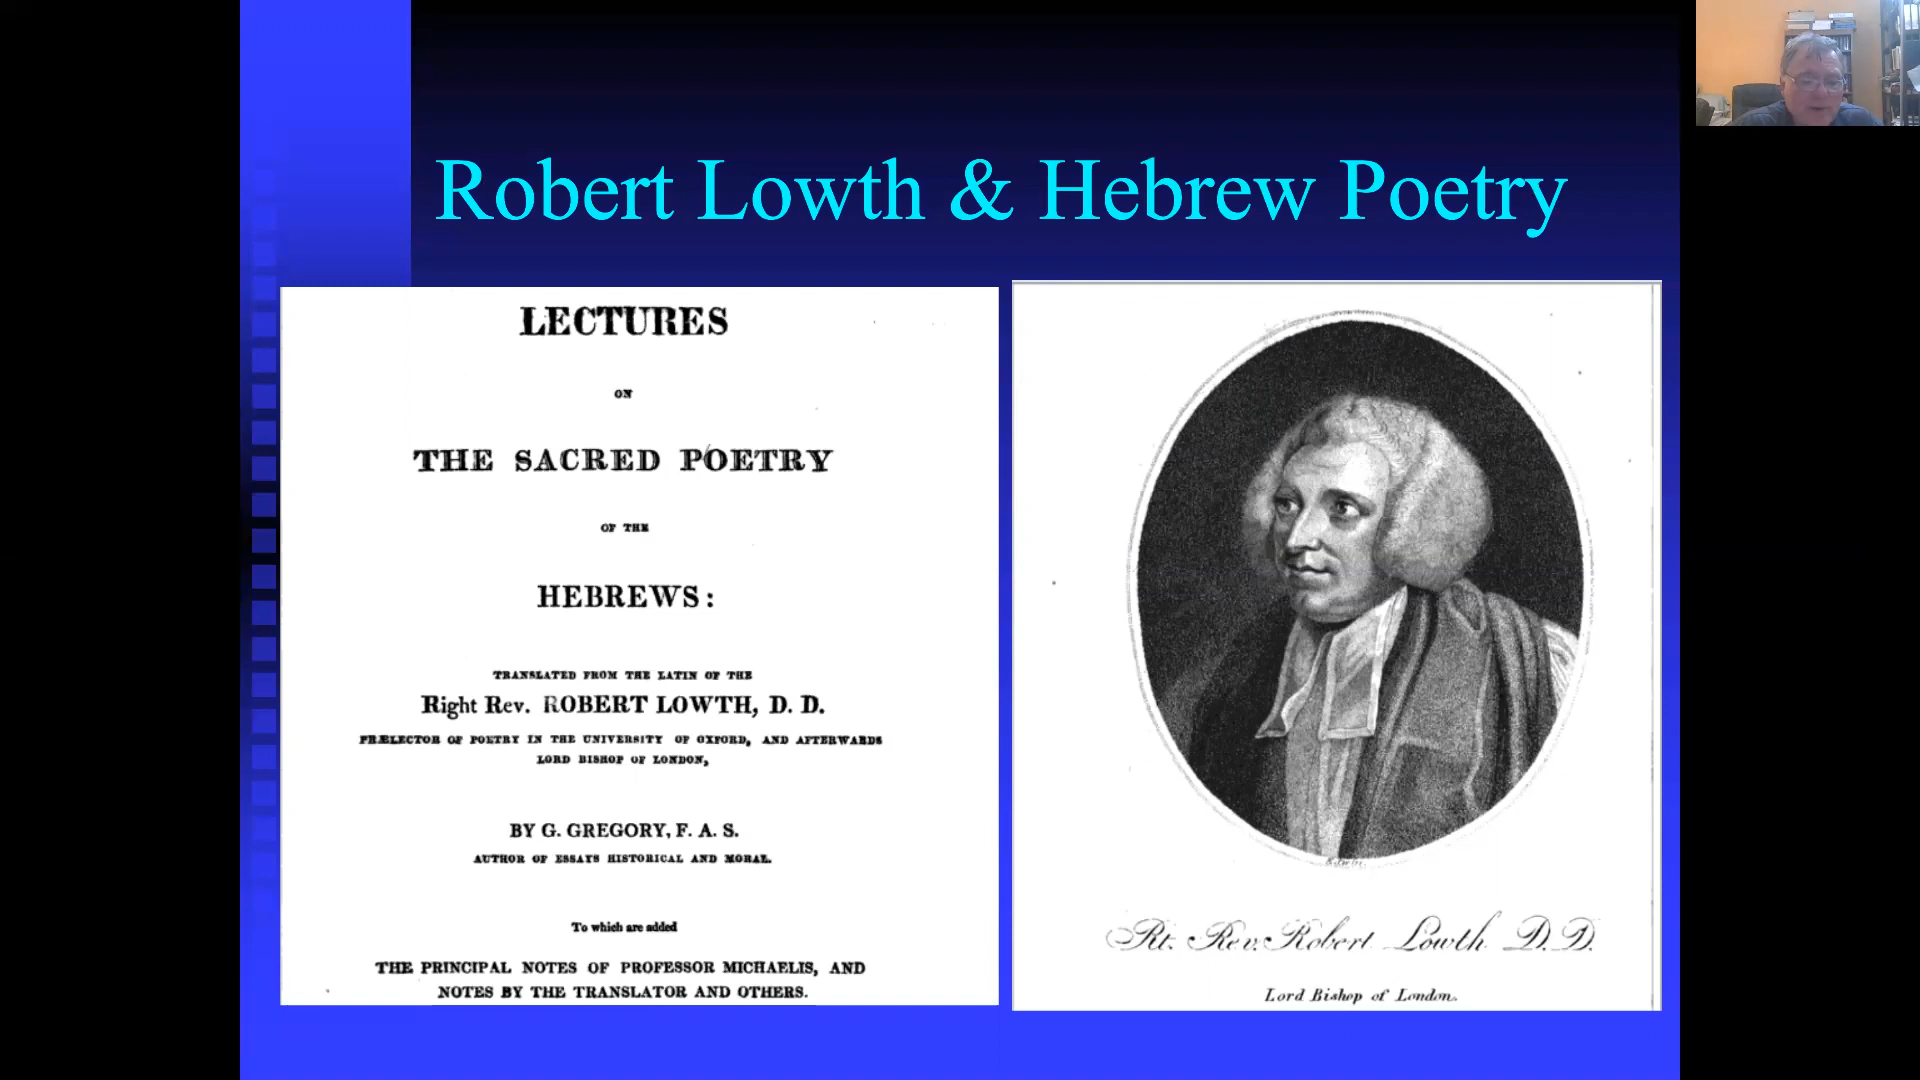 Robert Lowth & Hebrew Poetry
LECTURES
ON
THE SACRED POETRY
OF THE
HEBREWS:
TRANSLATED FROM THE LATIN OF THE
Right Rev. ROBERT LOWTH, D. D.
PRÆLECTOR OF POETRY IN THE UNIVERSITY OF OXFORD, AND AFTERWARDS
LORD BISHOP OF LONDON,
BY G. GREGORY, F. A. S.
AUTHOR OF ESSAYS HISTORICAL AND MORAL.
To which are added
THE PRINCIPAL NOTES OF PROFESSOR MICHAELIS, AND
NOTES BY THE TRANSLATOR AND OTHERS.
Rt. Rev. Robert Lowth D.D.
Lord Bishop of London.